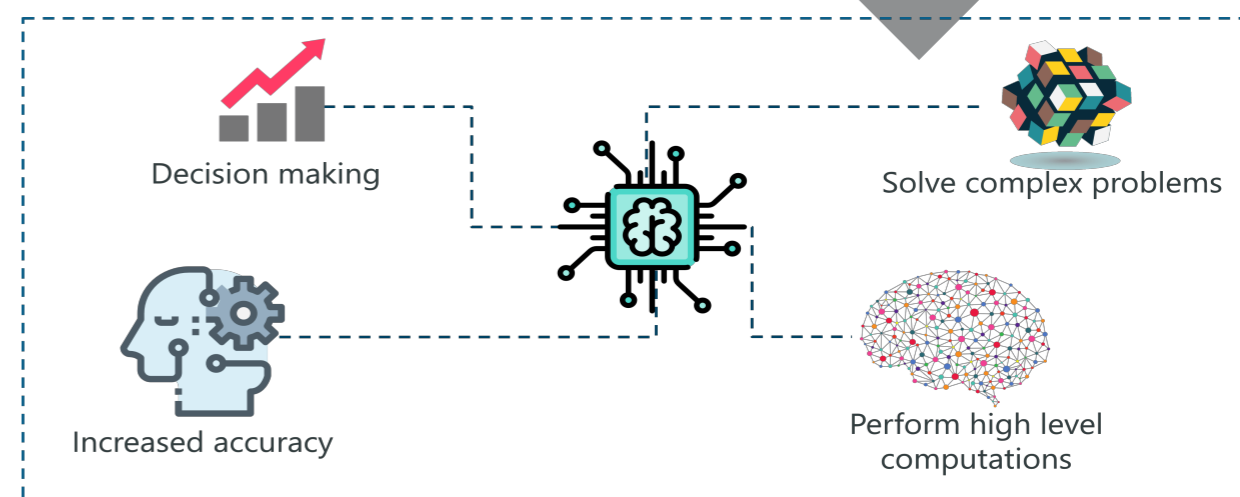 Decision making
Solve complex problems
Increased accuracy
Perform high level
computations